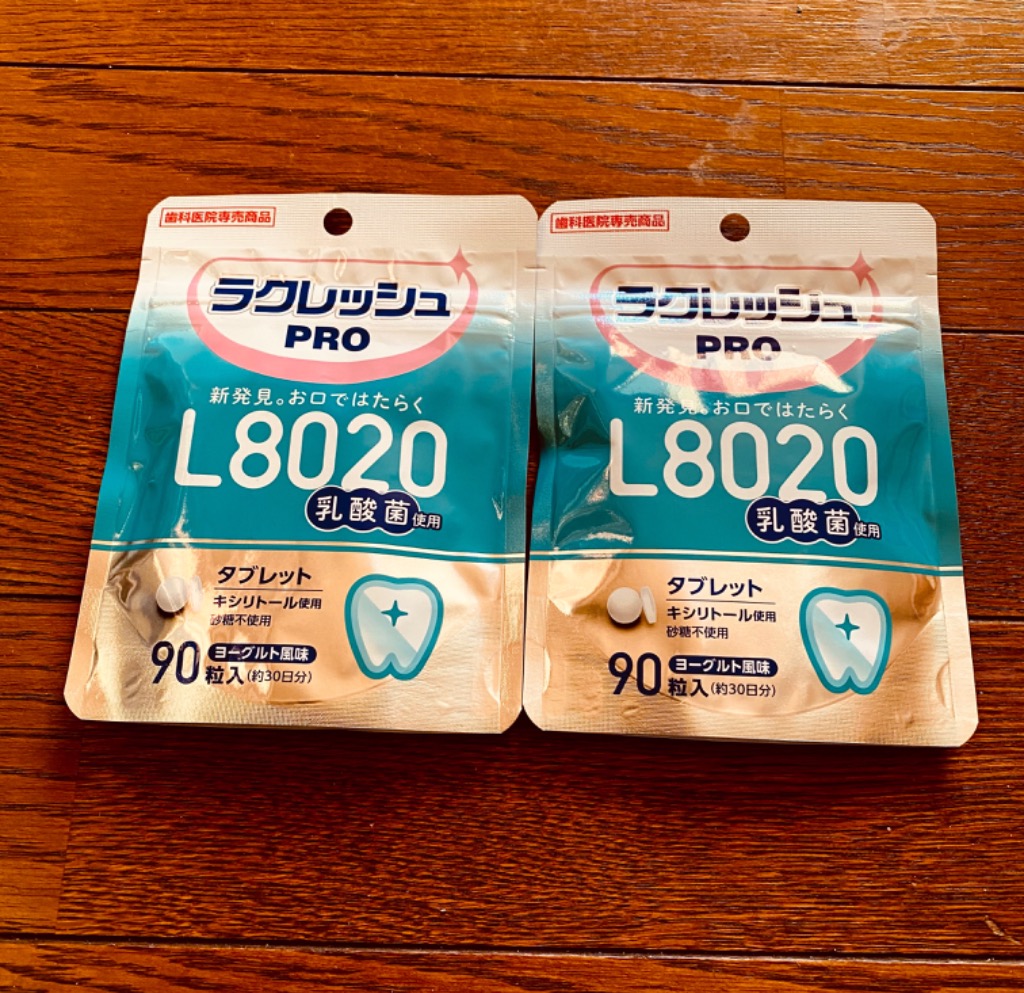 歯科医院専売商品
ラクレッシュ
PRO
新発見。お口ではたらく
L8020
乳酸菌使用
タブレット
キシリトール使用
砂糖不使用
ヨーグルト風味
90粒入(約30日分)
歯科医院専売商品
ラクレッシュ
PRO
新発見。お口ではたらく
L8020
乳酸菌使用
タブレット
キシリトール使用
砂糖不使用
ヨーグルト風味
90粒入(約30日分)